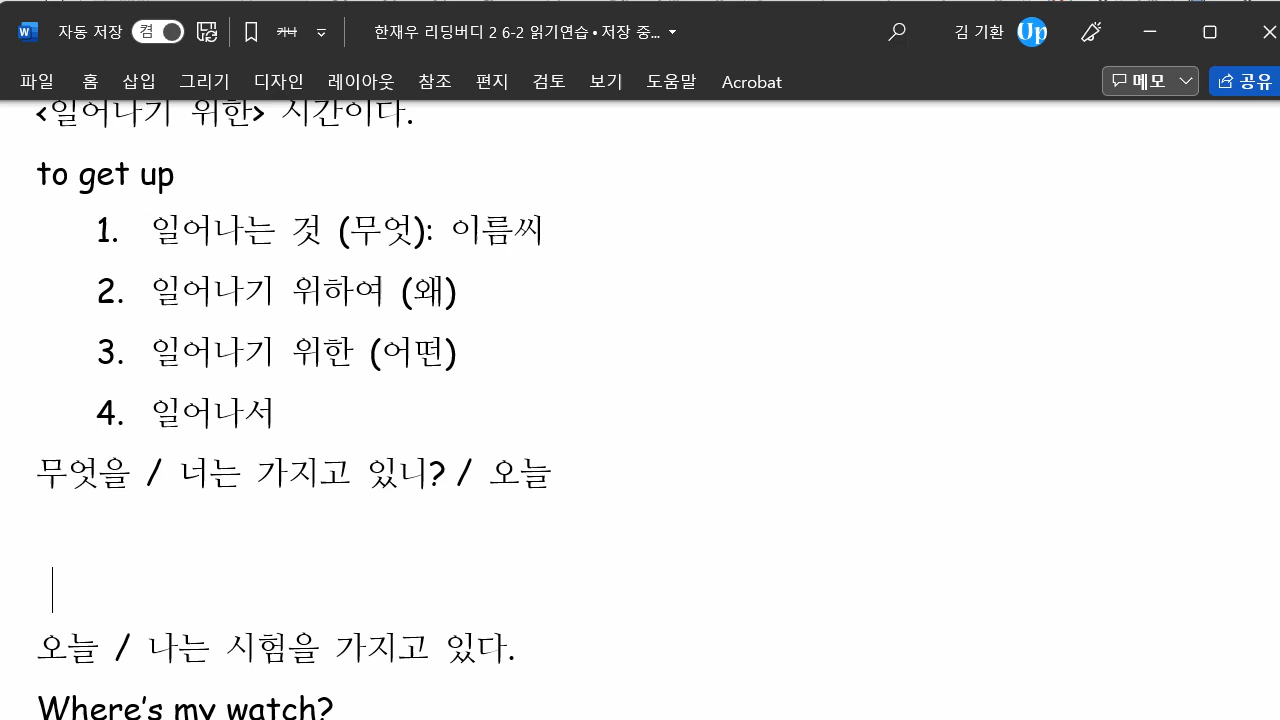 자동 저장 켬 가나 한재우 리딩버디 2 6-2 읽기연습 • 저장 중... 김 기환 Up
파일 홈 삽입 그리기 디자인 레이아웃 참조 편지 검토 보기 도움말 Acrobat 메모 공유
<일어나기 위한> 시간이다.
to get up
1. 일어나는 것 (무엇): 이름씨
2. 일어나기 위하여 (왜)
3. 일어나기 위한 (어떤)
4. 일어나서
무엇을 / 너는 가지고 있니? / 오늘
오늘 / 나는 시험을 가지고 있다.
Where's my watch?